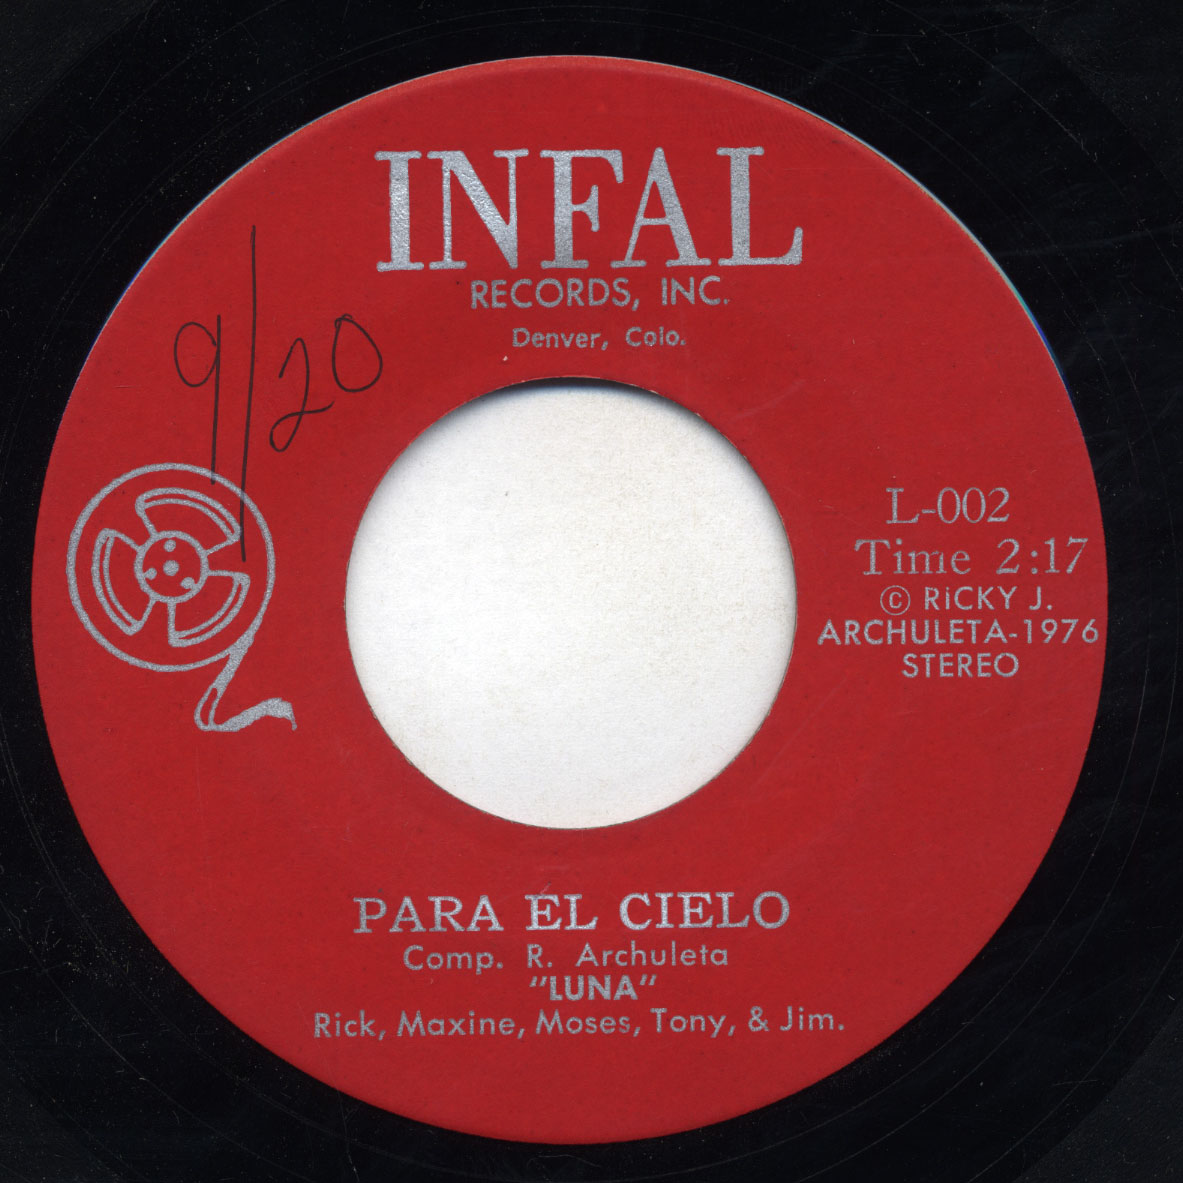 INFAL
RECORDS, INC.
Denver, Colo.
9/20
L-002
Time 2:17
© RiCKY J.
ARCHULETA-1976
STEREO
PARA EL CIELO
Comp. R. Archuleta
"LUNA"
Rick, Maxine, Moses, Tony, & Jim.